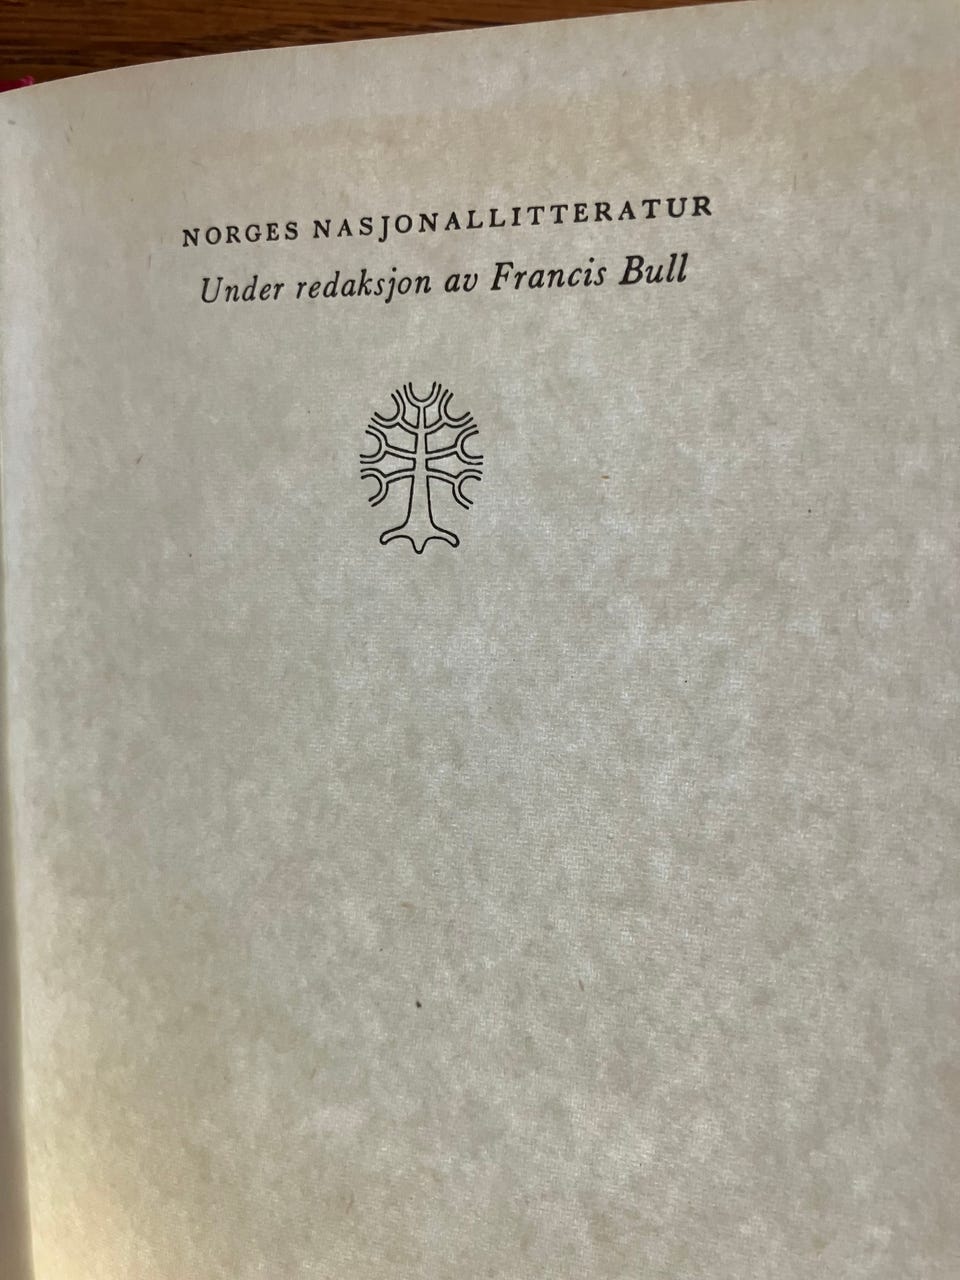 NORGES NASJONALLITTERATUR
Under redaksjon av Francis Bull